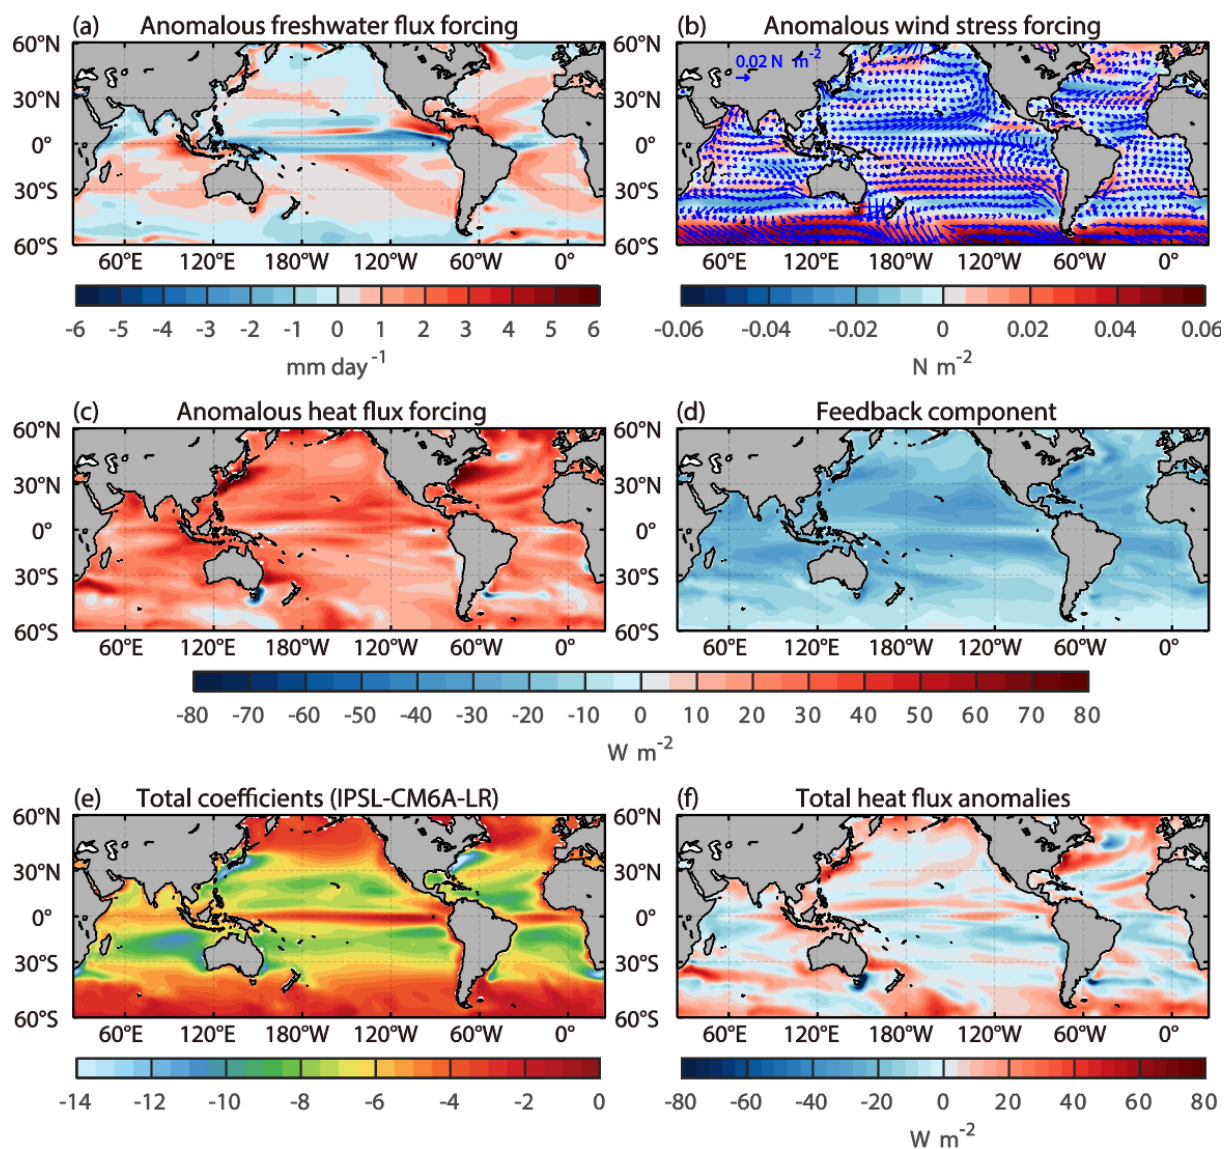 (a) Anomalous freshwater flux forcing
60°N
30°N
0°
30°S
60°S
60°E 120°E 180°W 120°W 60°W 0°
-6 -5 -4 -3 -2 -1 0 1 2 3 4 5 6
mm day-1
(b) Anomalous wind stress forcing
0.02 N m-2
60°N
30°N
0°
30°S
60°S
60°E 120°E 180°W 120°W 60°W 0°
-0.06 -0.04 -0.02 0 0.02 0.04 0.06
N m-2
(c) Anomalous heat flux forcing
60°N
30°N
0°
30°S
60°S
60°E 120°E 180°W 120°W 60°W 0°
(d) Feedback component
60°N
30°N
0°
30°S
60°S
60°E 120°E 180°W 120°W 60°W 0°
-80 -70 -60 -50 -40 -30 -20 -10 0 10 20 30 40 50 60 70 80
W m-2
(e) Total coefficients (IPSL-CM6A-LR)
60°N
30°N
0°
30°S
60°S
60°E 120°E 180°W 120°W 60°W 0°
-14 -12 -10 -8 -6 -4 -2 0
(f) Total heat flux anomalies
60°N
30°N
0°
30°S
60°S
60°E 120°E 180°W 120°W 60°W 0°
-80 -60 -40 -20 0 20 40 60 80
W m-2